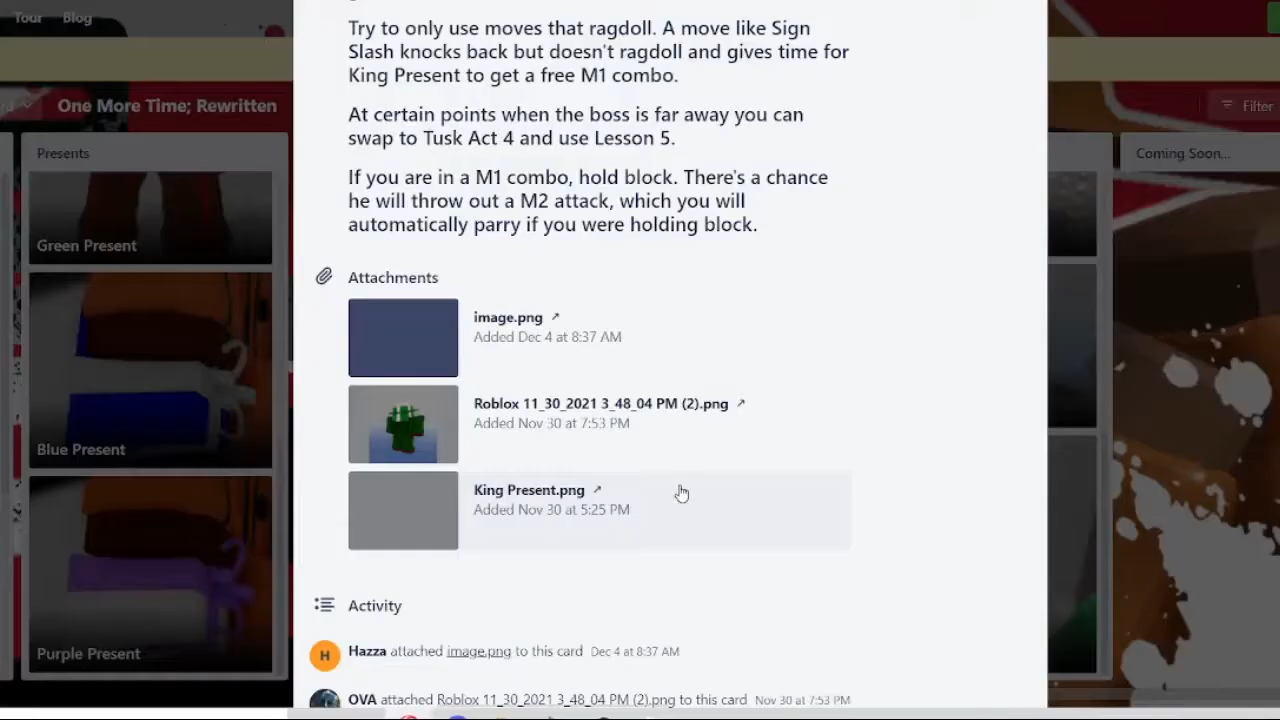 Tour Blog
One More Time; Rewritten
Filter
Presents
Green Present
Blue Present
Purple Present
Try to only use moves that ragdoll. A move like Sign
Slash knocks back but doesn't ragdoll and gives time for
King Present to get a free M1 combo.
At certain points when the boss is far away you can
swap to Tusk Act 4 and use Lesson 5.
If you are in a M1 combo, hold block. There's a chance
he will throw out a M2 attack, which you will
automatically parry if you were holding block.
Attachments
image.png
Added Dec 4 at 8:37 AM
Roblox 11_30_2021 3_48_04 PM (2).png
Added Nov 30 at 7:53 PM
King Present.png
Added Nov 30 at 5:25 PM
Activity
H
Hazza attached image.png to this card Dec 4 at 8:37 AM
OVA attached Roblox 11_30_2021 3_48_04 PM (2).png to this card Nov 30 at 7:53 PM
Coming Soon...